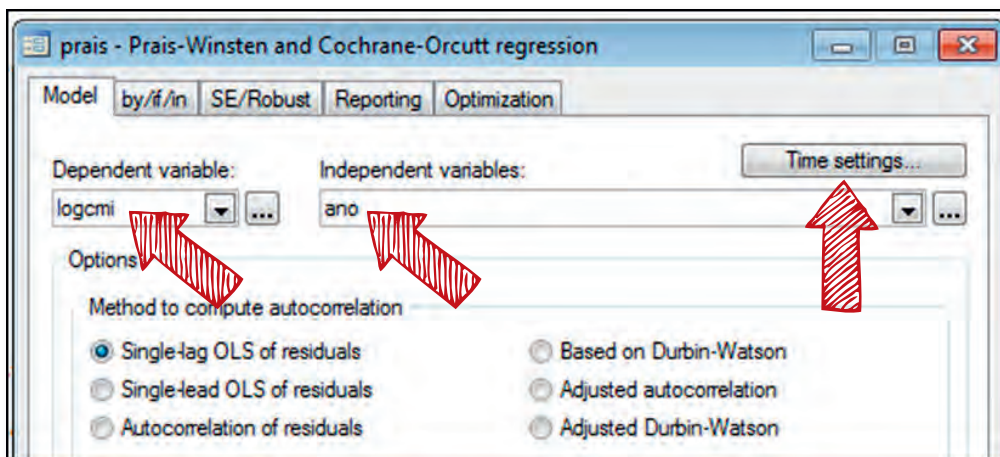 prais - Prais-Winsten and Cochrane-Orcutt regression
Model by/if/in SE/Robust Reporting Optimization
Time settings...
Dependent variable: Independent variables:
logcmi ... ano ...
Options
Method to compute autocorrelation
Single-lag OLS of residuals Based on Durbin-Watson
Single-lead OLS of residuals Adjusted autocorrelation
Autocorrelation of residuals Adjusted Durbin-Watson